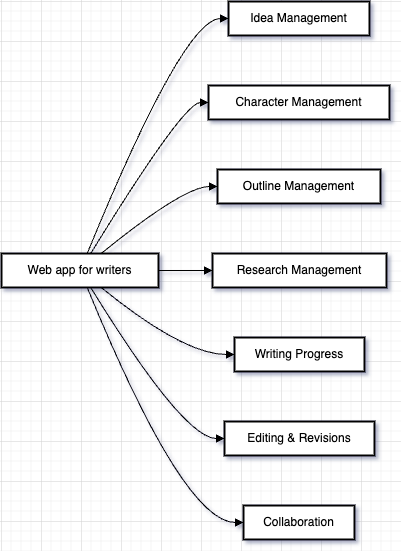 Idea Management
Character Management
Outline Management
Web app for writers
Research Management
Writing Progress
Editing & Revisions
Collaboration